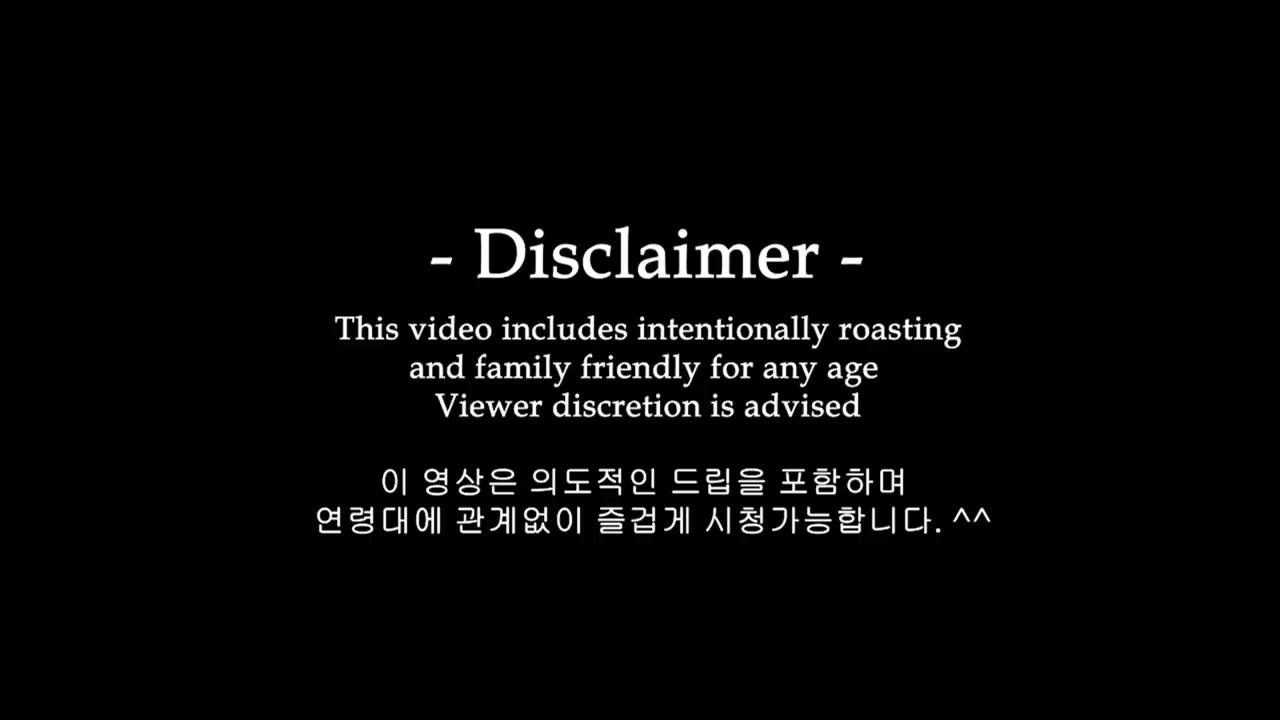 - Disclaimer -
This video includes intentionally roasting
and family friendly for any age
Viewer discretion is advised
이 영상은 의도적인 드립을 포함하며
연령대에 관계없이 즐겁게 시청가능합니다. ^^